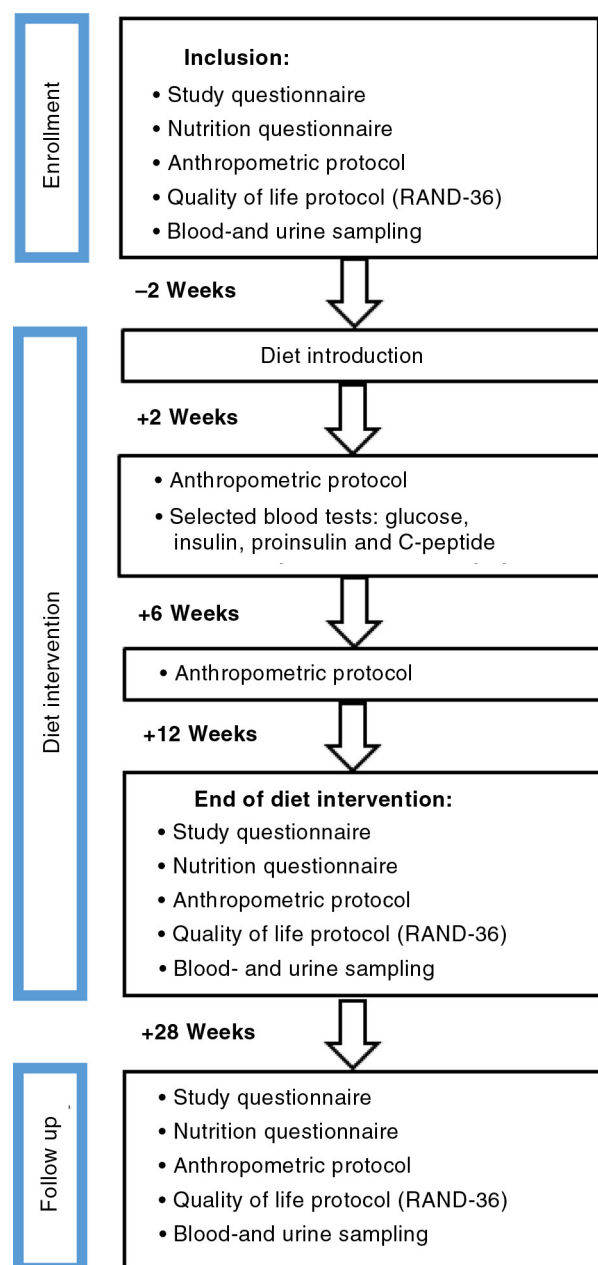 Enrollment
Inclusion:
• Study questionnaire
• Nutrition questionnaire
• Anthropometric protocol
• Quality of life protocol (RAND-36)
• Blood-and urine sampling
–2 Weeks
Diet intervention
Diet introduction
+2 Weeks
• Anthropometric protocol
• Selected blood tests: glucose,
insulin, proinsulin and C-peptide
+6 Weeks
• Anthropometric protocol
+12 Weeks
End of diet intervention:
• Study questionnaire
• Nutrition questionnaire
• Anthropometric protocol
• Quality of life protocol (RAND-36)
• Blood- and urine sampling
+28 Weeks
Follow up
• Study questionnaire
• Nutrition questionnaire
• Anthropometric protocol
• Quality of life protocol (RAND-36)
• Blood-and urine sampling